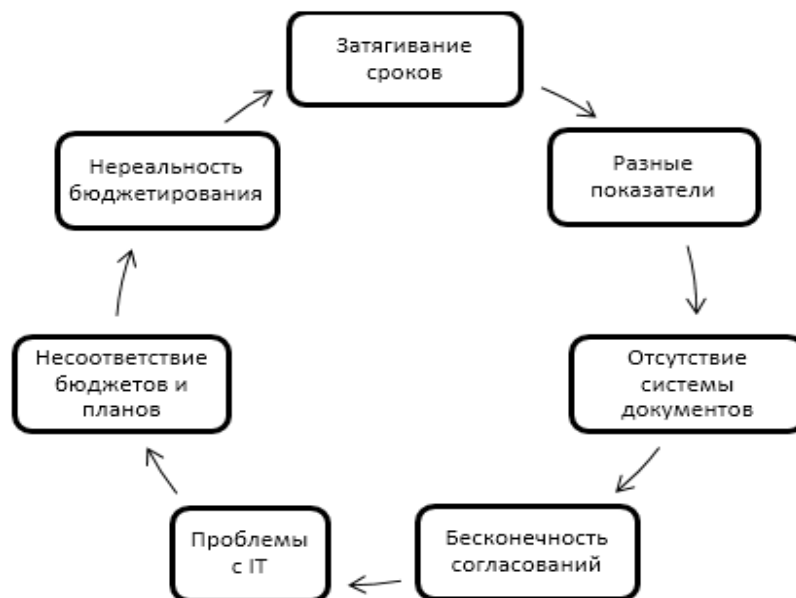 Затягивание
сроков
Разные
показатели
Отсутствие
системы
документов
Бесконечность
согласований
Проблемы
с IT
Несоответствие
бюджетов и
планов
Нереальность
бюджетирования